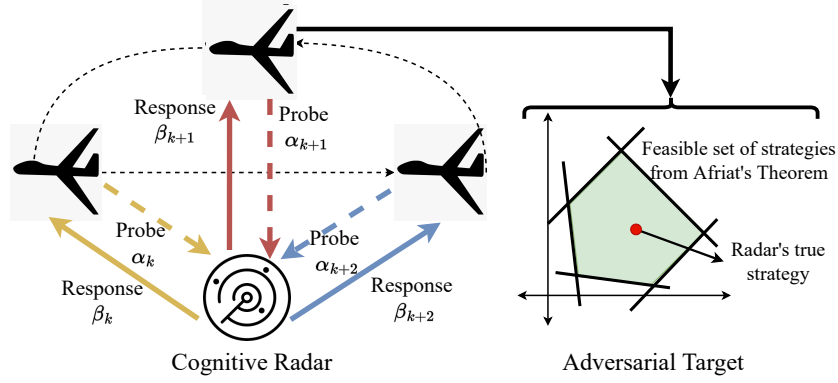 Response
β_{k+1}
Probe
α_{k+1}
Probe
α_k
Response
β_k
Probe
α_{k+2}
Response
β_{k+2}
Cognitive Radar
Feasible set of strategies
from Afriat's Theorem
Radar's true
strategy
Adversarial Target